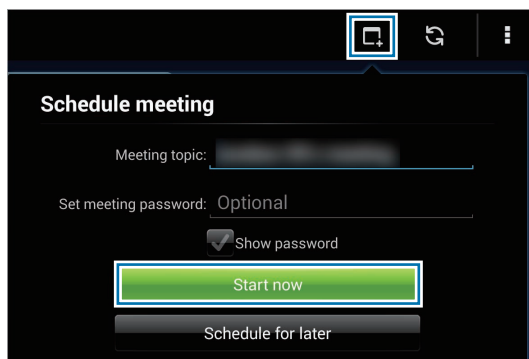 Schedule meeting
Meeting topic:
Set meeting password: Optional
Show password
Start now
Schedule for later